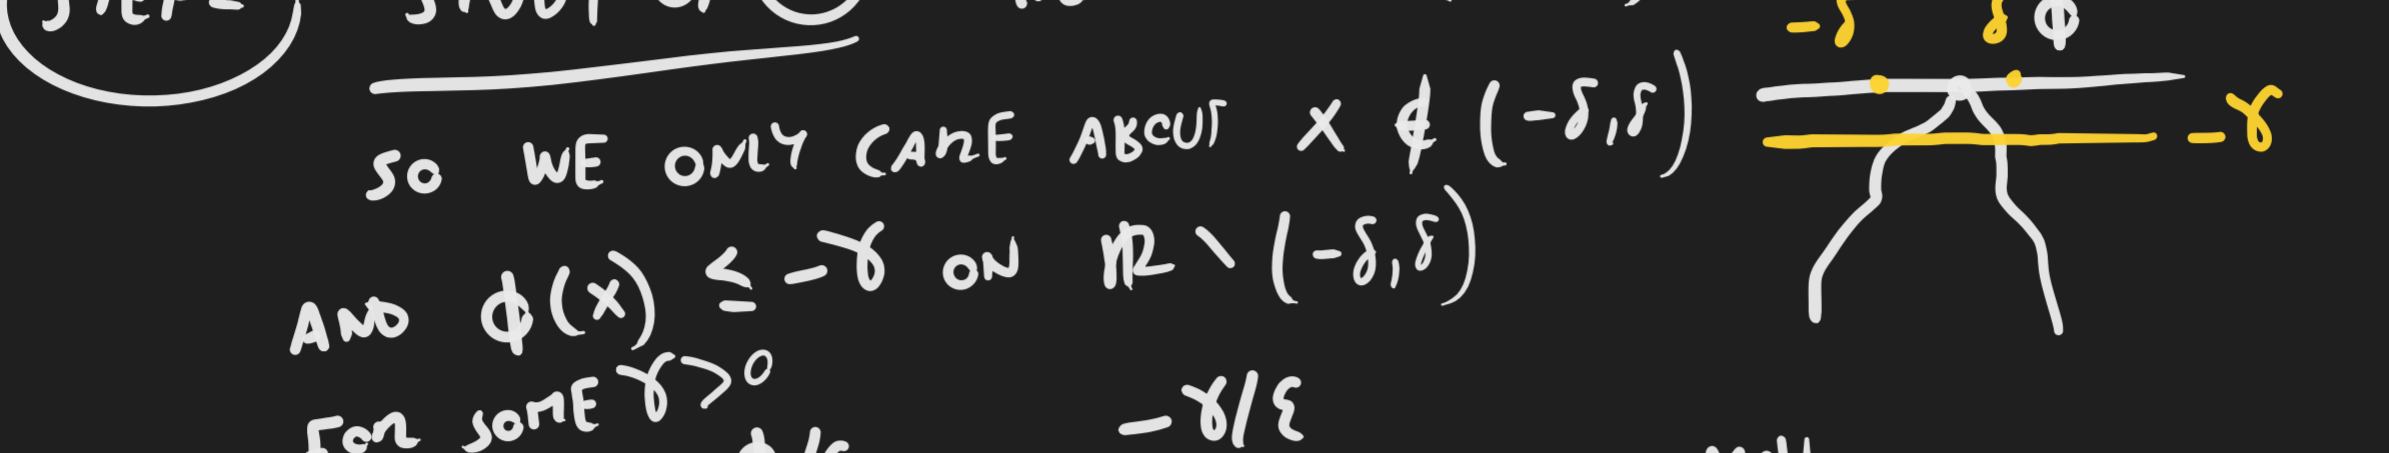 -δ δ φ
SO WE ONLY CARE ABOUT X ∉ (-δ,δ)
-γ
AND φ(x) ≤ -γ ON ℝ \ (-δ,δ)
FOR SOME γ>0
-γ/ε